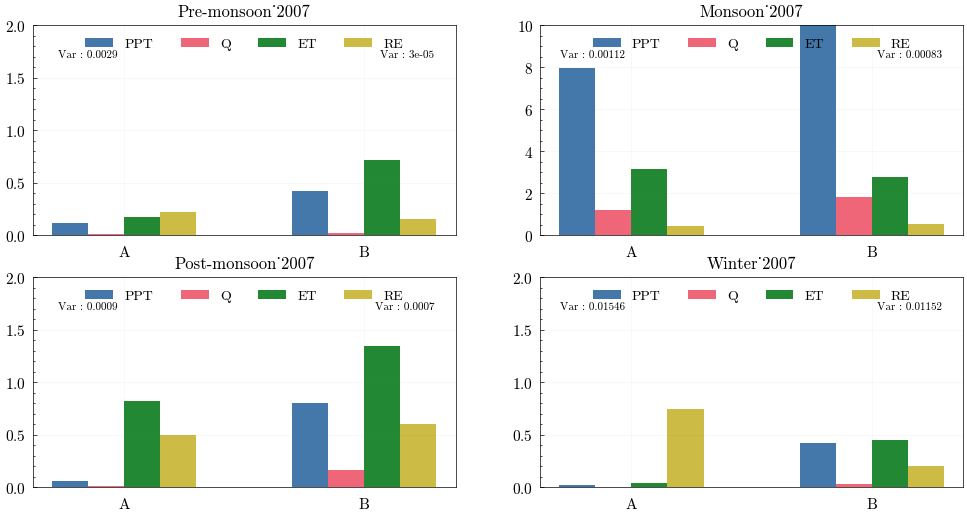 Pre-monsoon˙2007
PPT Q ET RE
Var : 0.0029 Var : 3e-05
2.0
1.5
1.0
0.5
0.0
A B
Monsoon˙2007
PPT Q ET RE
Var : 0.00112 Var : 0.00083
10
8
6
4
2
0
A B
Post-monsoon˙2007
PPT Q ET RE
Var : 0.0009 Var : 0.0007
2.0
1.5
1.0
0.5
0.0
A B
Winter˙2007
PPT Q ET RE
Var : 0.01546 Var : 0.01152
2.0
1.5
1.0
0.5
0.0
A B